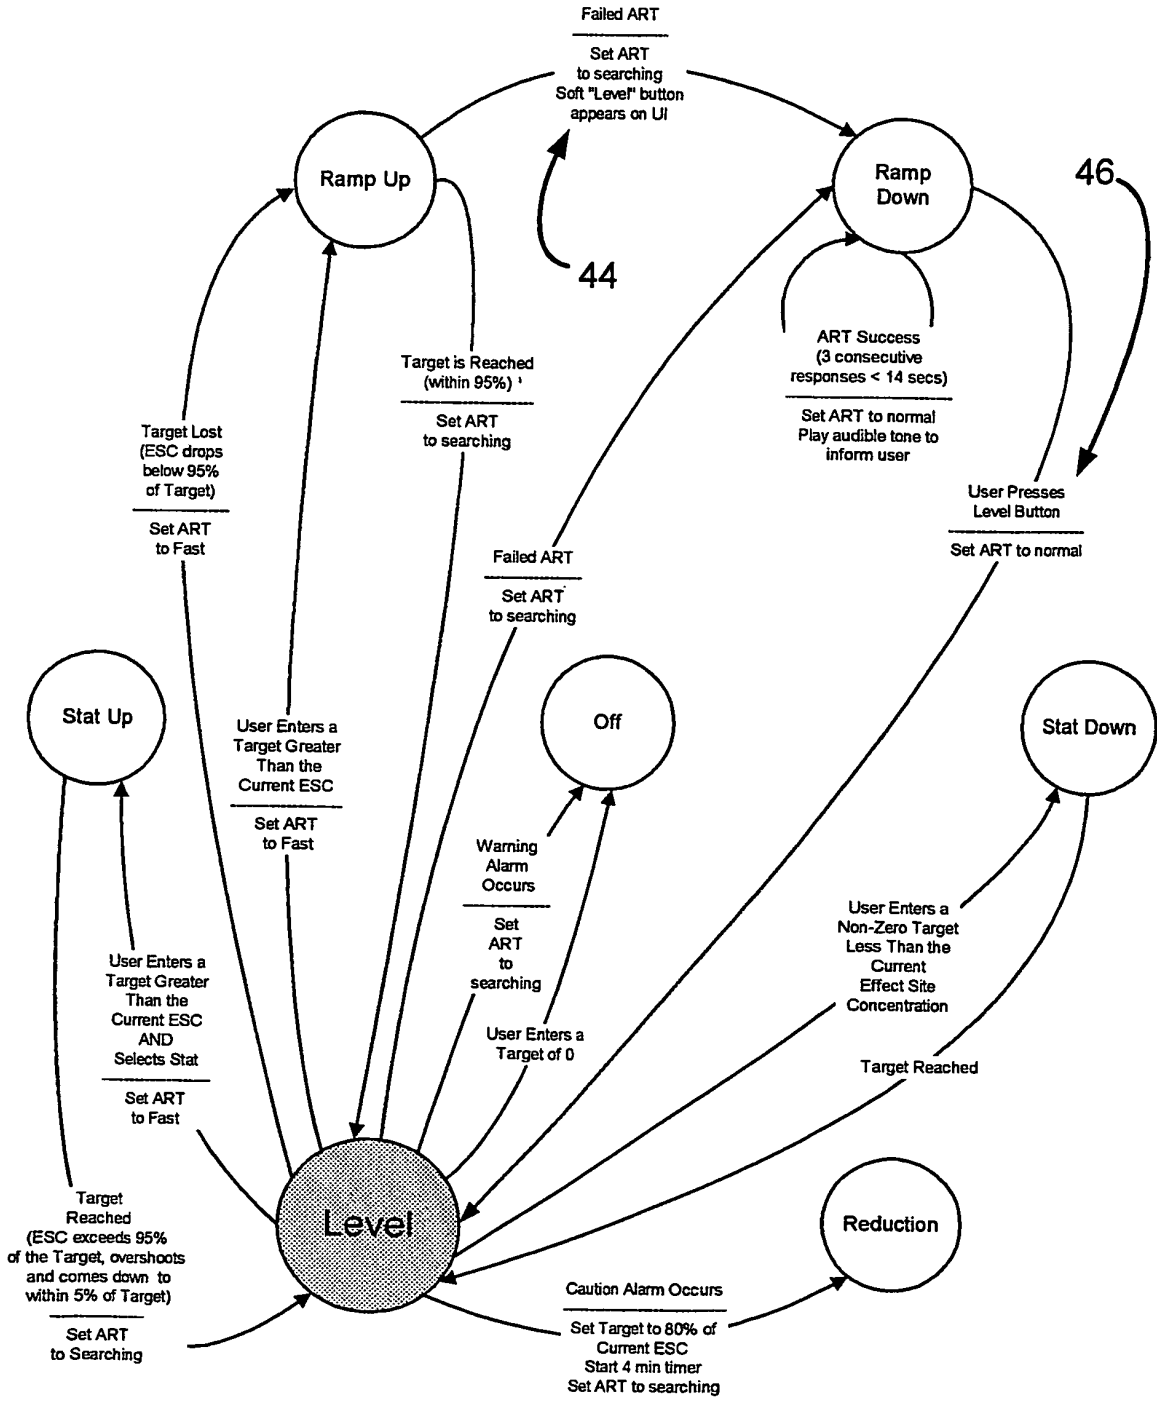 Failed ART
Set ART
to searching
Soft "Level" button
appears on UI
Ramp Up
Ramp
Down
46
44
ART Success
(3 consecutive
responses < 14 secs)
Set ART to normal
Play audible tone to
inform user
Target is Reached
(within 95%)
Set ART
to searching
Target Lost
(ESC drops
below 95%
of Target)
Set ART
to Fast
User Presses
Level Button
Set ART to normal
Failed ART
Set ART
to searching
Stat Up
Off
Stat Down
User Enters a
Target Greater
Than the
Current ESC
Set ART
to Fast
Warning
Alarm
Occurs
Set
ART
to
searching
User Enters a
Non-Zero Target
Less Than the
Current
Effect Site
Concentration
User Enters a
Target Greater
Than the
Current ESC
AND
Selects Stat
Set ART
to Fast
User Enters a
Target of 0
Target Reached
Target
Reached
(ESC exceeds 95%
of the Target, overshoots
and comes down to
within 5% of Target)
Set ART
to Searching
Level
Reduction
Caution Alarm Occurs
Set Target to 80% of
Current ESC
Start 4 min timer
Set ART to searching